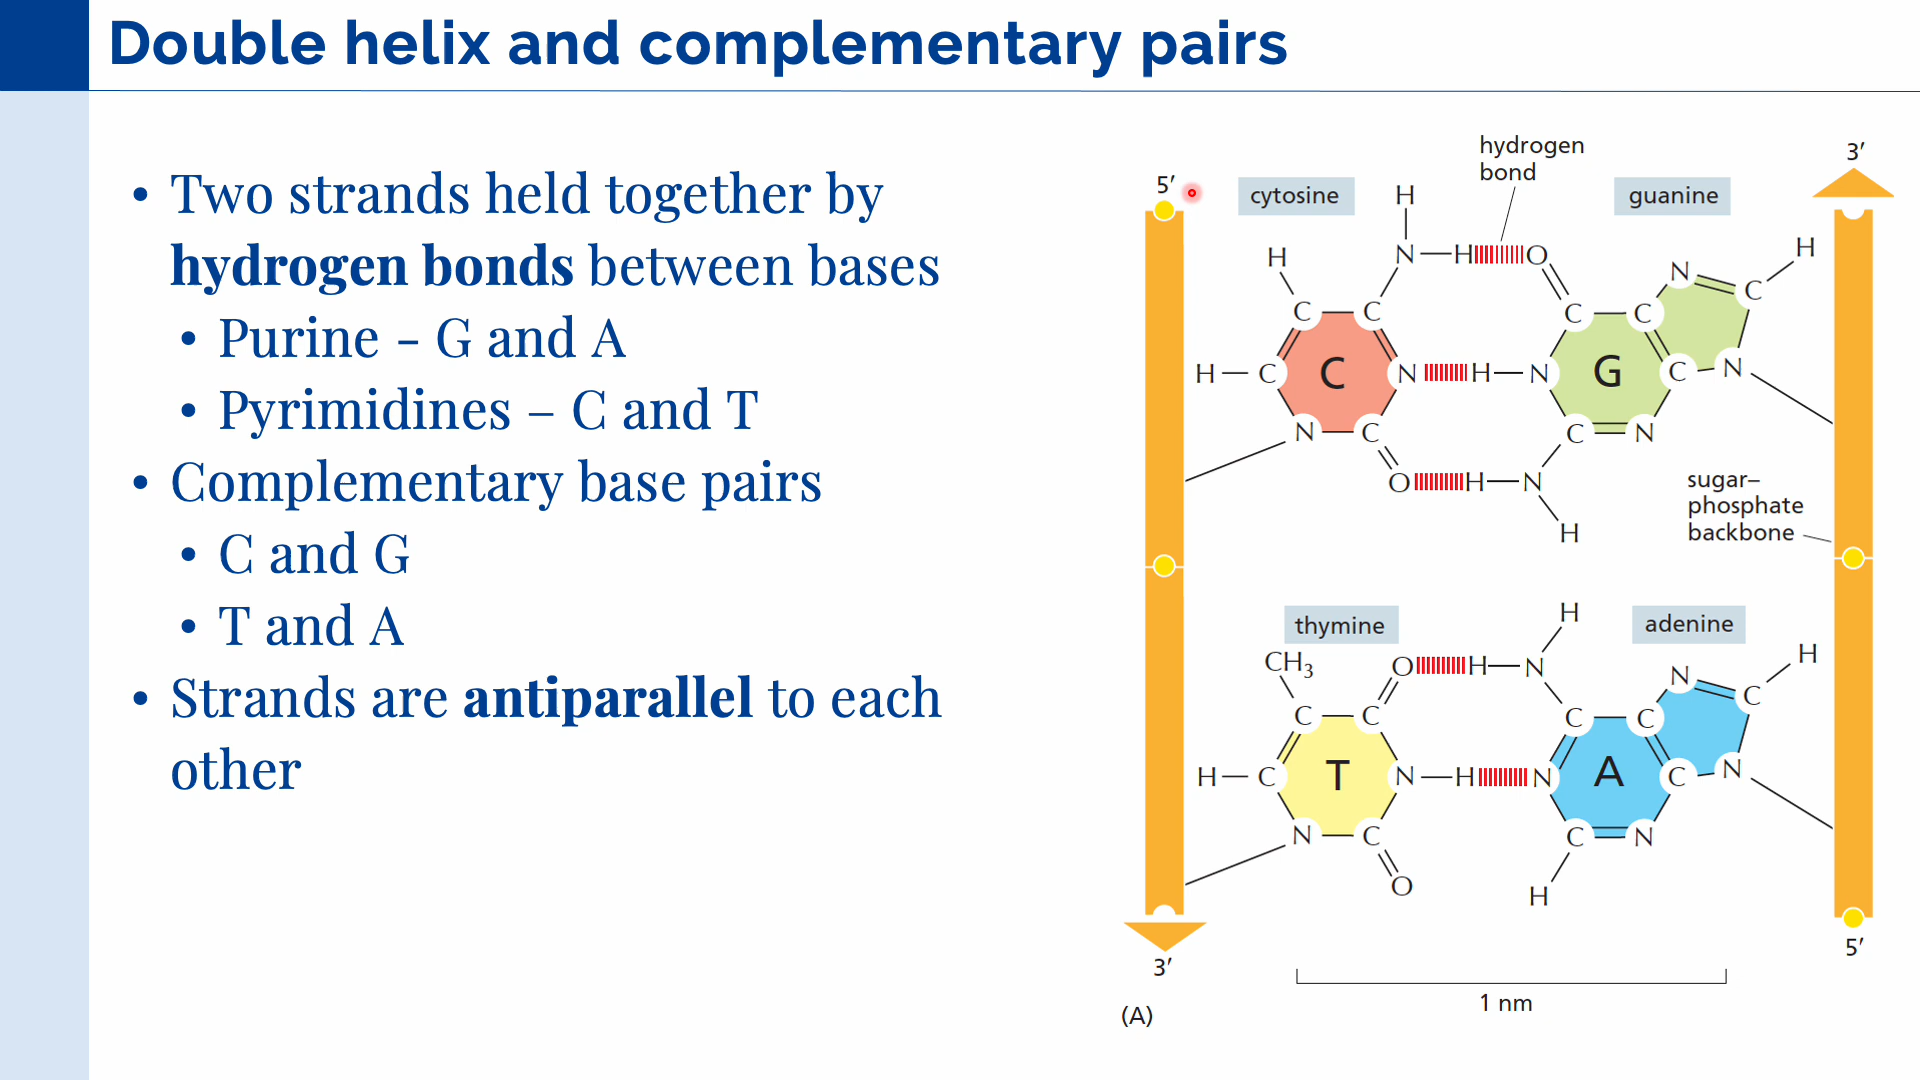 Double helix and complementary pairs
• Two strands held together by
hydrogen bonds between bases
• Purine - G and A
• Pyrimidines – C and T
• Complementary base pairs
• C and G
• T and A
• Strands are antiparallel to each
other
hydrogen
bond
3′
5′
cytosine
H
guanine
H
N
H
O
N
C
H
C
C
C
C
H
C
C
N
H
N
G
C
N
N
C
C
N
O
H
N
H
sugar–
phosphate
backbone
thymine
H
adenine
CH3
O
H
N
N
C
H
C
C
C
C
H
C
T
N
H
N
A
C
N
N
C
C
N
O
H
3′
5′
1 nm
(A)